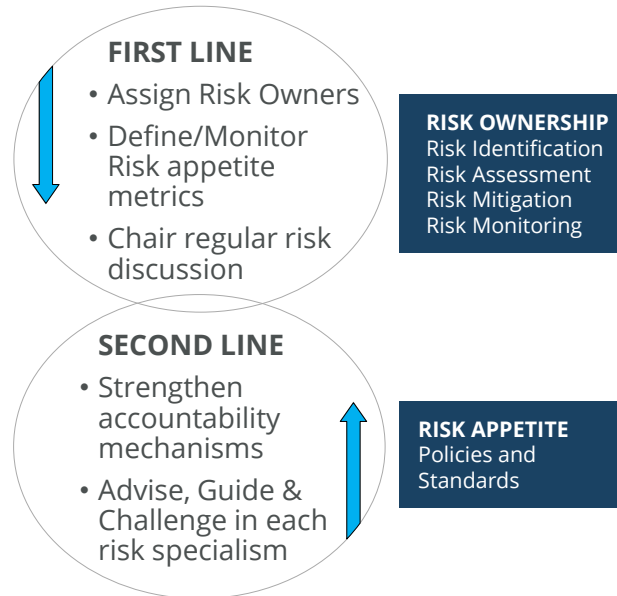 FIRST LINE
• Assign Risk Owners
• Define/Monitor
Risk appetite
metrics
• Chair regular risk
discussion
RISK OWNERSHIP
Risk Identification
Risk Assessment
Risk Mitigation
Risk Monitoring
SECOND LINE
• Strengthen
accountability
mechanisms
• Advise, Guide &
Challenge in each
risk specialism
RISK APPETITE
Policies and
Standards